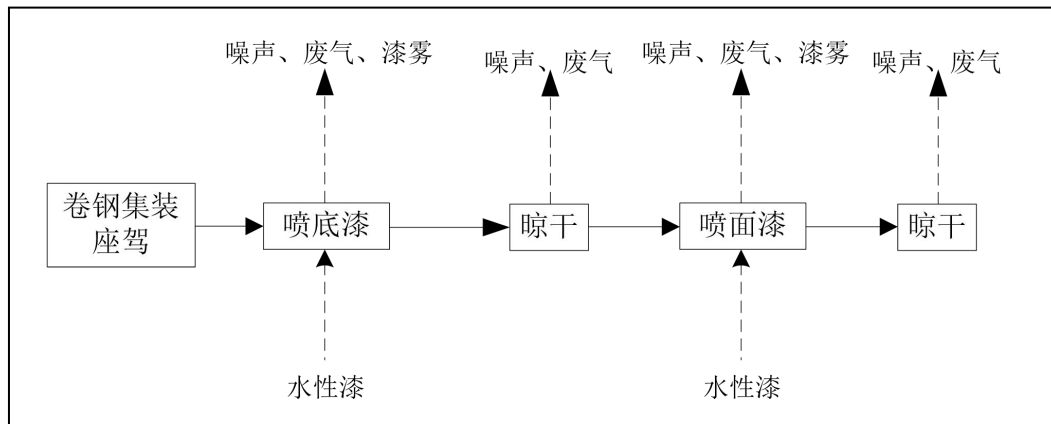 噪声、废气、漆雾
噪声、废气
噪声、废气、漆雾
噪声、废气
卷钢集装
座驾
喷底漆
晾干
喷面漆
晾干
水性漆
水性漆